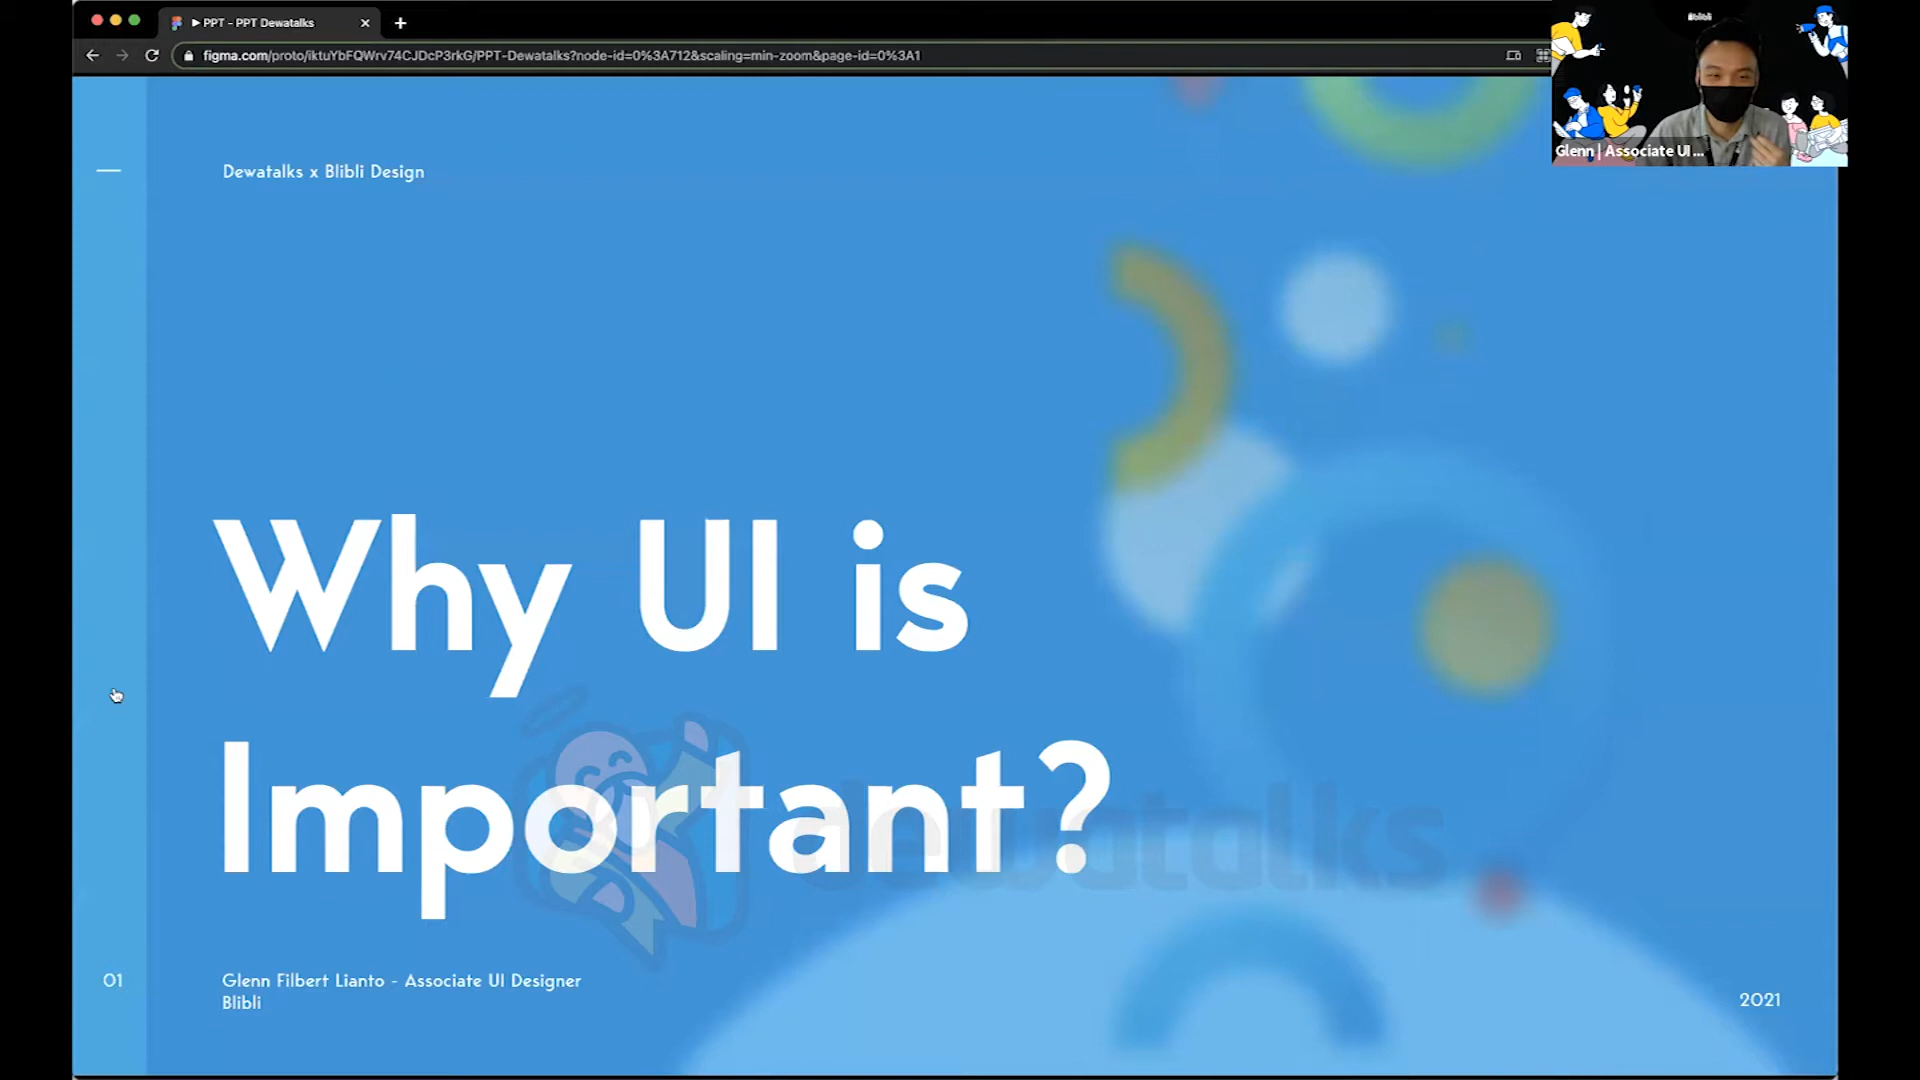 PPT - PPT Dewatalks
figma.com/proto/iktuYbFQWrv74CJDcP3rkG/PPT-Dewatalks?node-id=0%3A712&scaling=min-zoom&page-id=0%3A1
blibli
Glenn | Associate UI ...
Dewatalks x Blibli Design
Why UI is
Important?
dewatalks
01
Glenn Filbert Lianto - Associate UI Designer
Blibli
2021